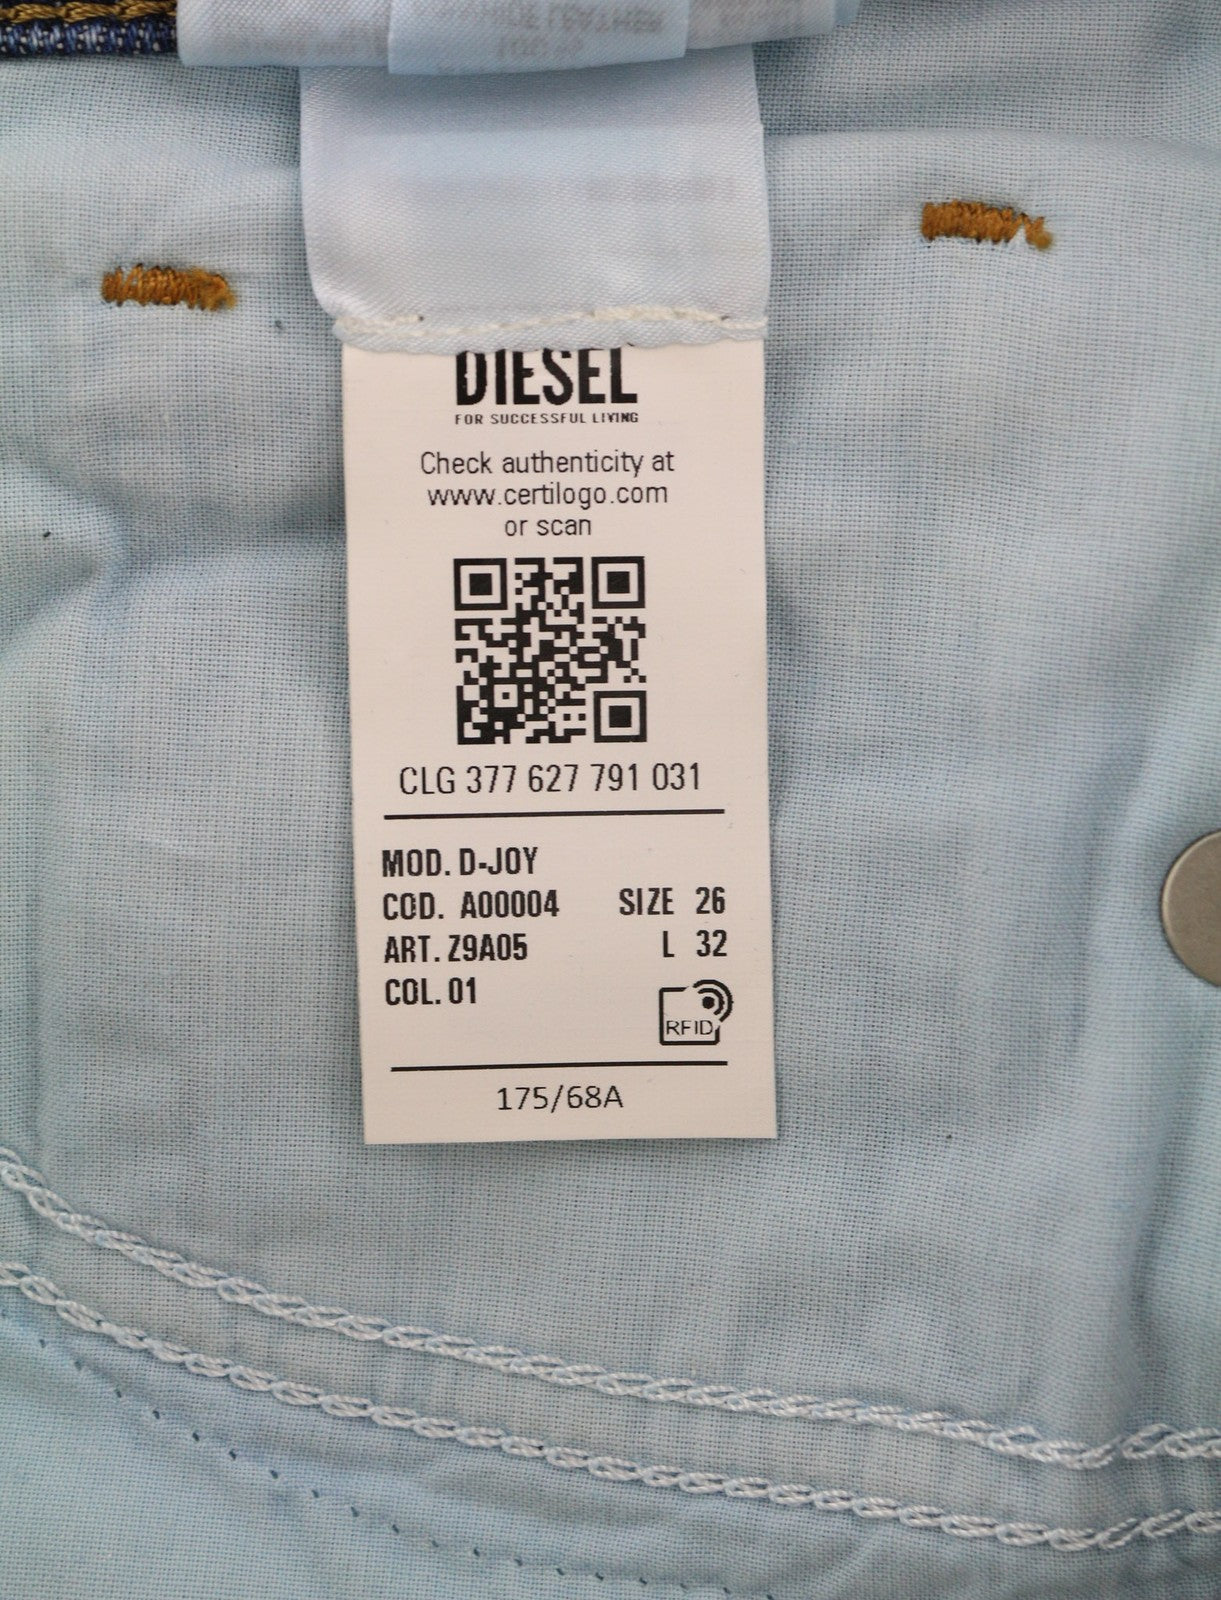 DIESEL
FOR SUCCESSFUL LIVING
Check authenticity at
www.certilogo.com
or scan
CLG 377 627 791 031
MOD. D-JOY
COD. A00004 SIZE 26
ART. Z9A05 L 32
COL. 01
RFID
175/68A